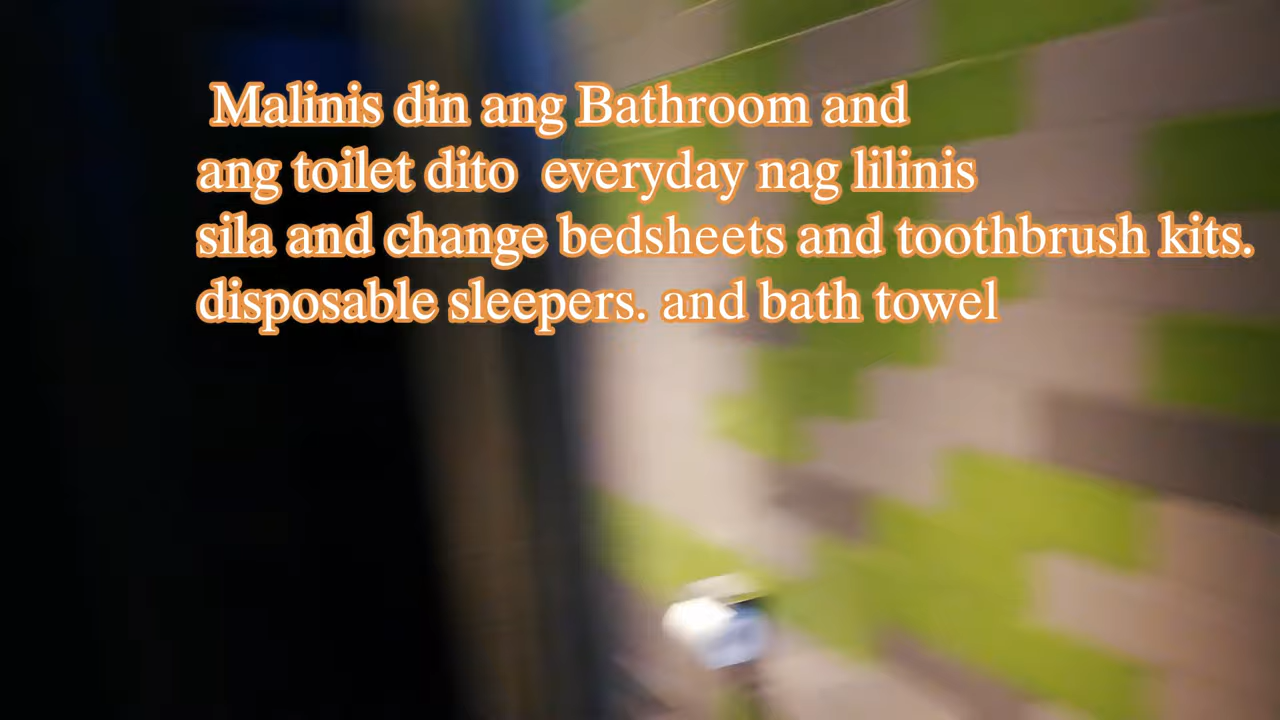 Malinis din ang Bathroom and
ang toilet dito everyday nag lilinis
sila and change bedsheets and toothbrush kits.
disposable sleepers. and bath towel